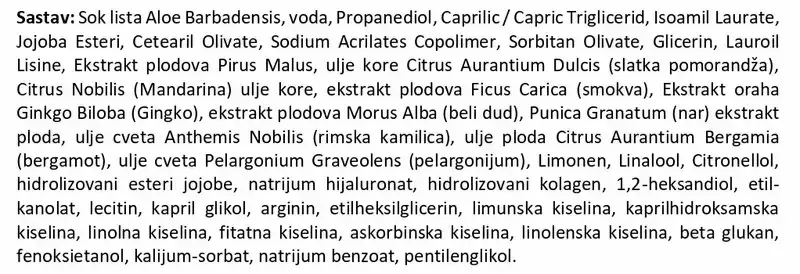 Sastav: Sok lista Aloe Barbadensis, voda, Propanediol, Caprilic / Capric Triglicerid, Isoamil Laurate,
Jojoba Esteri, Cetearil Olivate, Sodium Acrilates Copolimer, Sorbitan Olivate, Glicerin, Lauroil
Lisine, Ekstrakt plodova Pirus Malus, ulje kore Citrus Aurantium Dulcis (slatka pomorandža),
Citrus Nobilis (Mandarina) ulje kore, ekstrakt plodova Ficus Carica (smokva), Ekstrakt oraha
Ginkgo Biloba (Gingko), ekstrakt plodova Morus Alba (beli dud), Punica Granatum (nar) ekstrakt
ploda, ulje cveta Anthemis Nobilis (rimska kamilica), ulje ploda Citrus Aurantium Bergamia
(bergamot), ulje cveta Pelargonium Graveolens (pelargonijum), Limonen, Linalool, Citronellol,
hidrolizovani esteri jojobe, natrijum hijaluronat, hidrolizovani kolagen, 1,2-heksandiol, etil-
kanolat, lecitin, kapril glikol, arginin, etilheksilglicerin, limunska kiselina, kaprilhidroksamska
kiselina, linolna kiselina, fitatna kiselina, askorbinska kiselina, linolenska kiselina, beta glukan,
fenoksietanol, kalijum-sorbat, natrijum benzoat, pentilenglikol.